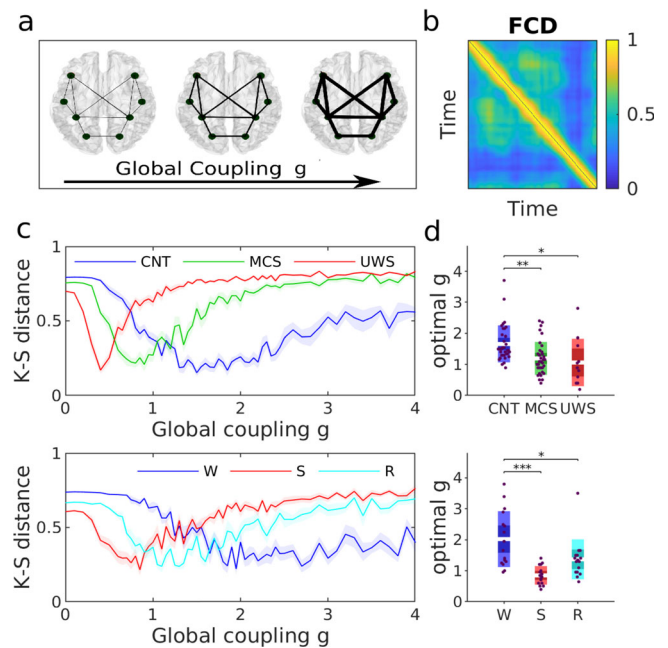 a
Global Coupling g
b
FCD
Time
Time
1
0.5
0
c
CNT MCS UWS
K-S distance
1
0.5
0
0 1 2 3 4
Global coupling g
W S R
K-S distance
1
0.5
0
0 1 2 3 4
Global coupling g
d
optimal g
4
3
2
1
0
*
**
CNT MCS UWS
optimal g
4
3
2
1
0
*
***
W S R